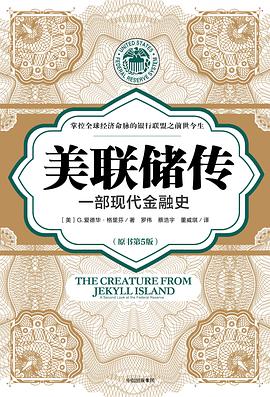 UNITED STATES
FEDERAL RESERVE SYSTEM
掌控全球经济命脉的银行联盟之前世今生
美联储传
一部现代金融史
[美] G.爱德华·格里芬 / 著 罗伟 蔡浩宇 董威琪 / 译
(原书第5版)
THE CREATURE FROM
JEKYLL ISLAND
A Second Look at the Federal Reserve
中信出版集团